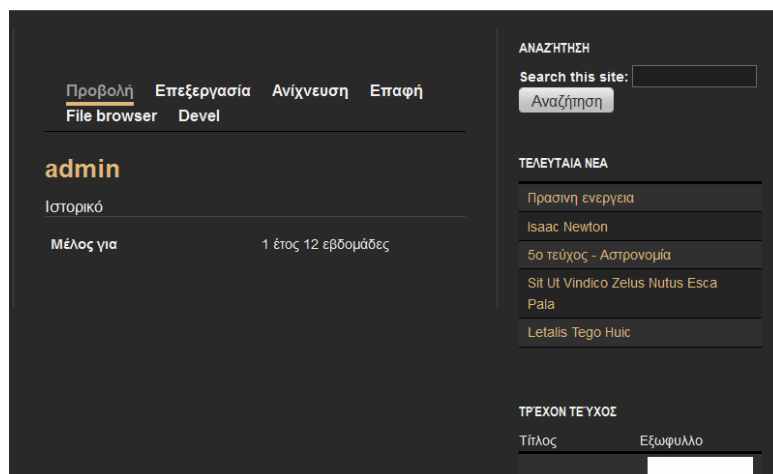 Προβολή Επεξεργασία Ανίχνευση Επαφή
File browser Devel
admin
Ιστορικό
Μέλος για 1 έτος 12 εβδομάδες
ΑΝΑΖΉΤΗΣΗ
Search this site:
Αναζήτηση
ΤΕΛΕΥΤΑΙΑ ΝΕΑ
Πρασινη ενεργεια
Isaac Newton
5ο τεύχος - Αστρονομία
Sit Ut Vindico Zelus Nutus Esca
Pala
Letalis Tego Huic
ΤΡΈΧΟΝ ΤΕΎΧΟΣ
Τίτλος Εξωφυλλο